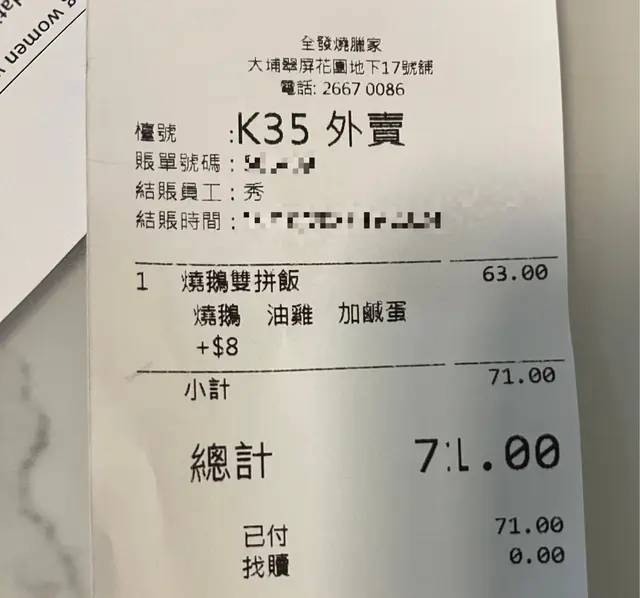 women
全發燒臘家
大埔翠屏花園地下17號舖
電話: 2667 0086
檯號 :K35 外賣
賬單號碼 :
結賬員工 : 秀
結賬時間 :
1 燒鵝雙拼飯 63.00
燒鵝 油雞 加鹹蛋
+$8
小計 71.00
總計 71.00
已付 71.00
找贖 0.00